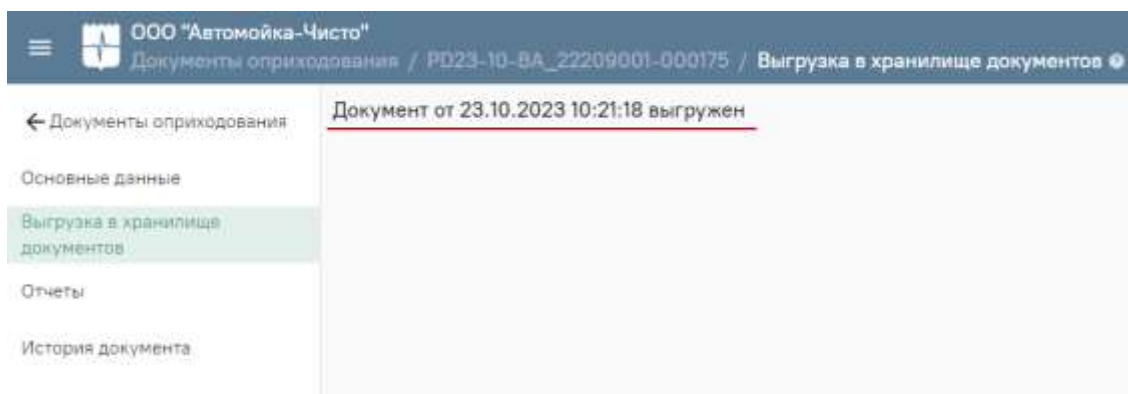 ООО "Автомойка-Чисто"
Документы оприходования / PD23-10-BA_22209001-000175 / Выгрузка в хранилище документов
← Документы оприходования
Документ от 23.10.2023 10:21:18 выгружен
Основные данные
Выгрузка в хранилище
документов
Отчеты
История документа